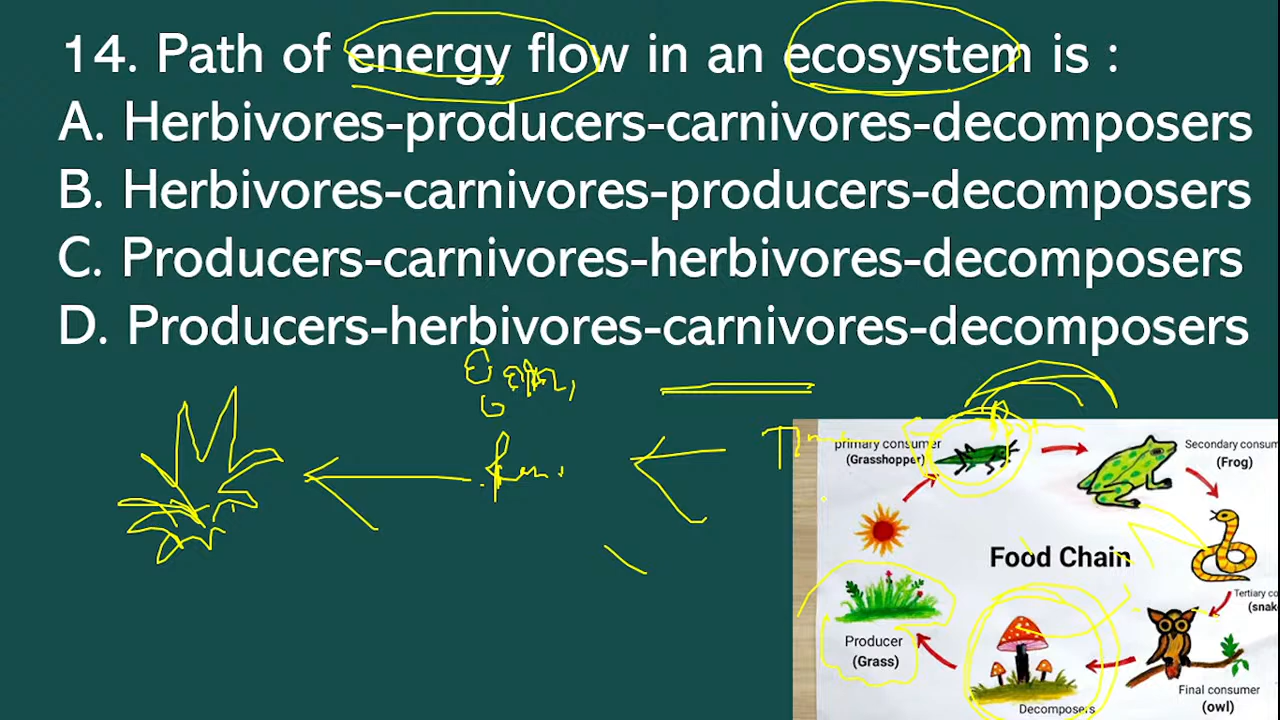 14. Path of energy flow in an ecosystem is :
A. Herbivores-producers-carnivores-decomposers
B. Herbivores-carnivores-producers-decomposers
C. Producers-carnivores-herbivores-decomposers
D. Producers-herbivores-carnivores-decomposers
primary consumer
(Grasshopper)
Secondary consum
(Frog)
Food Chain
Tertiary co
(snak
Producer
(Grass)
Final consumer
(owl)
Decomposers